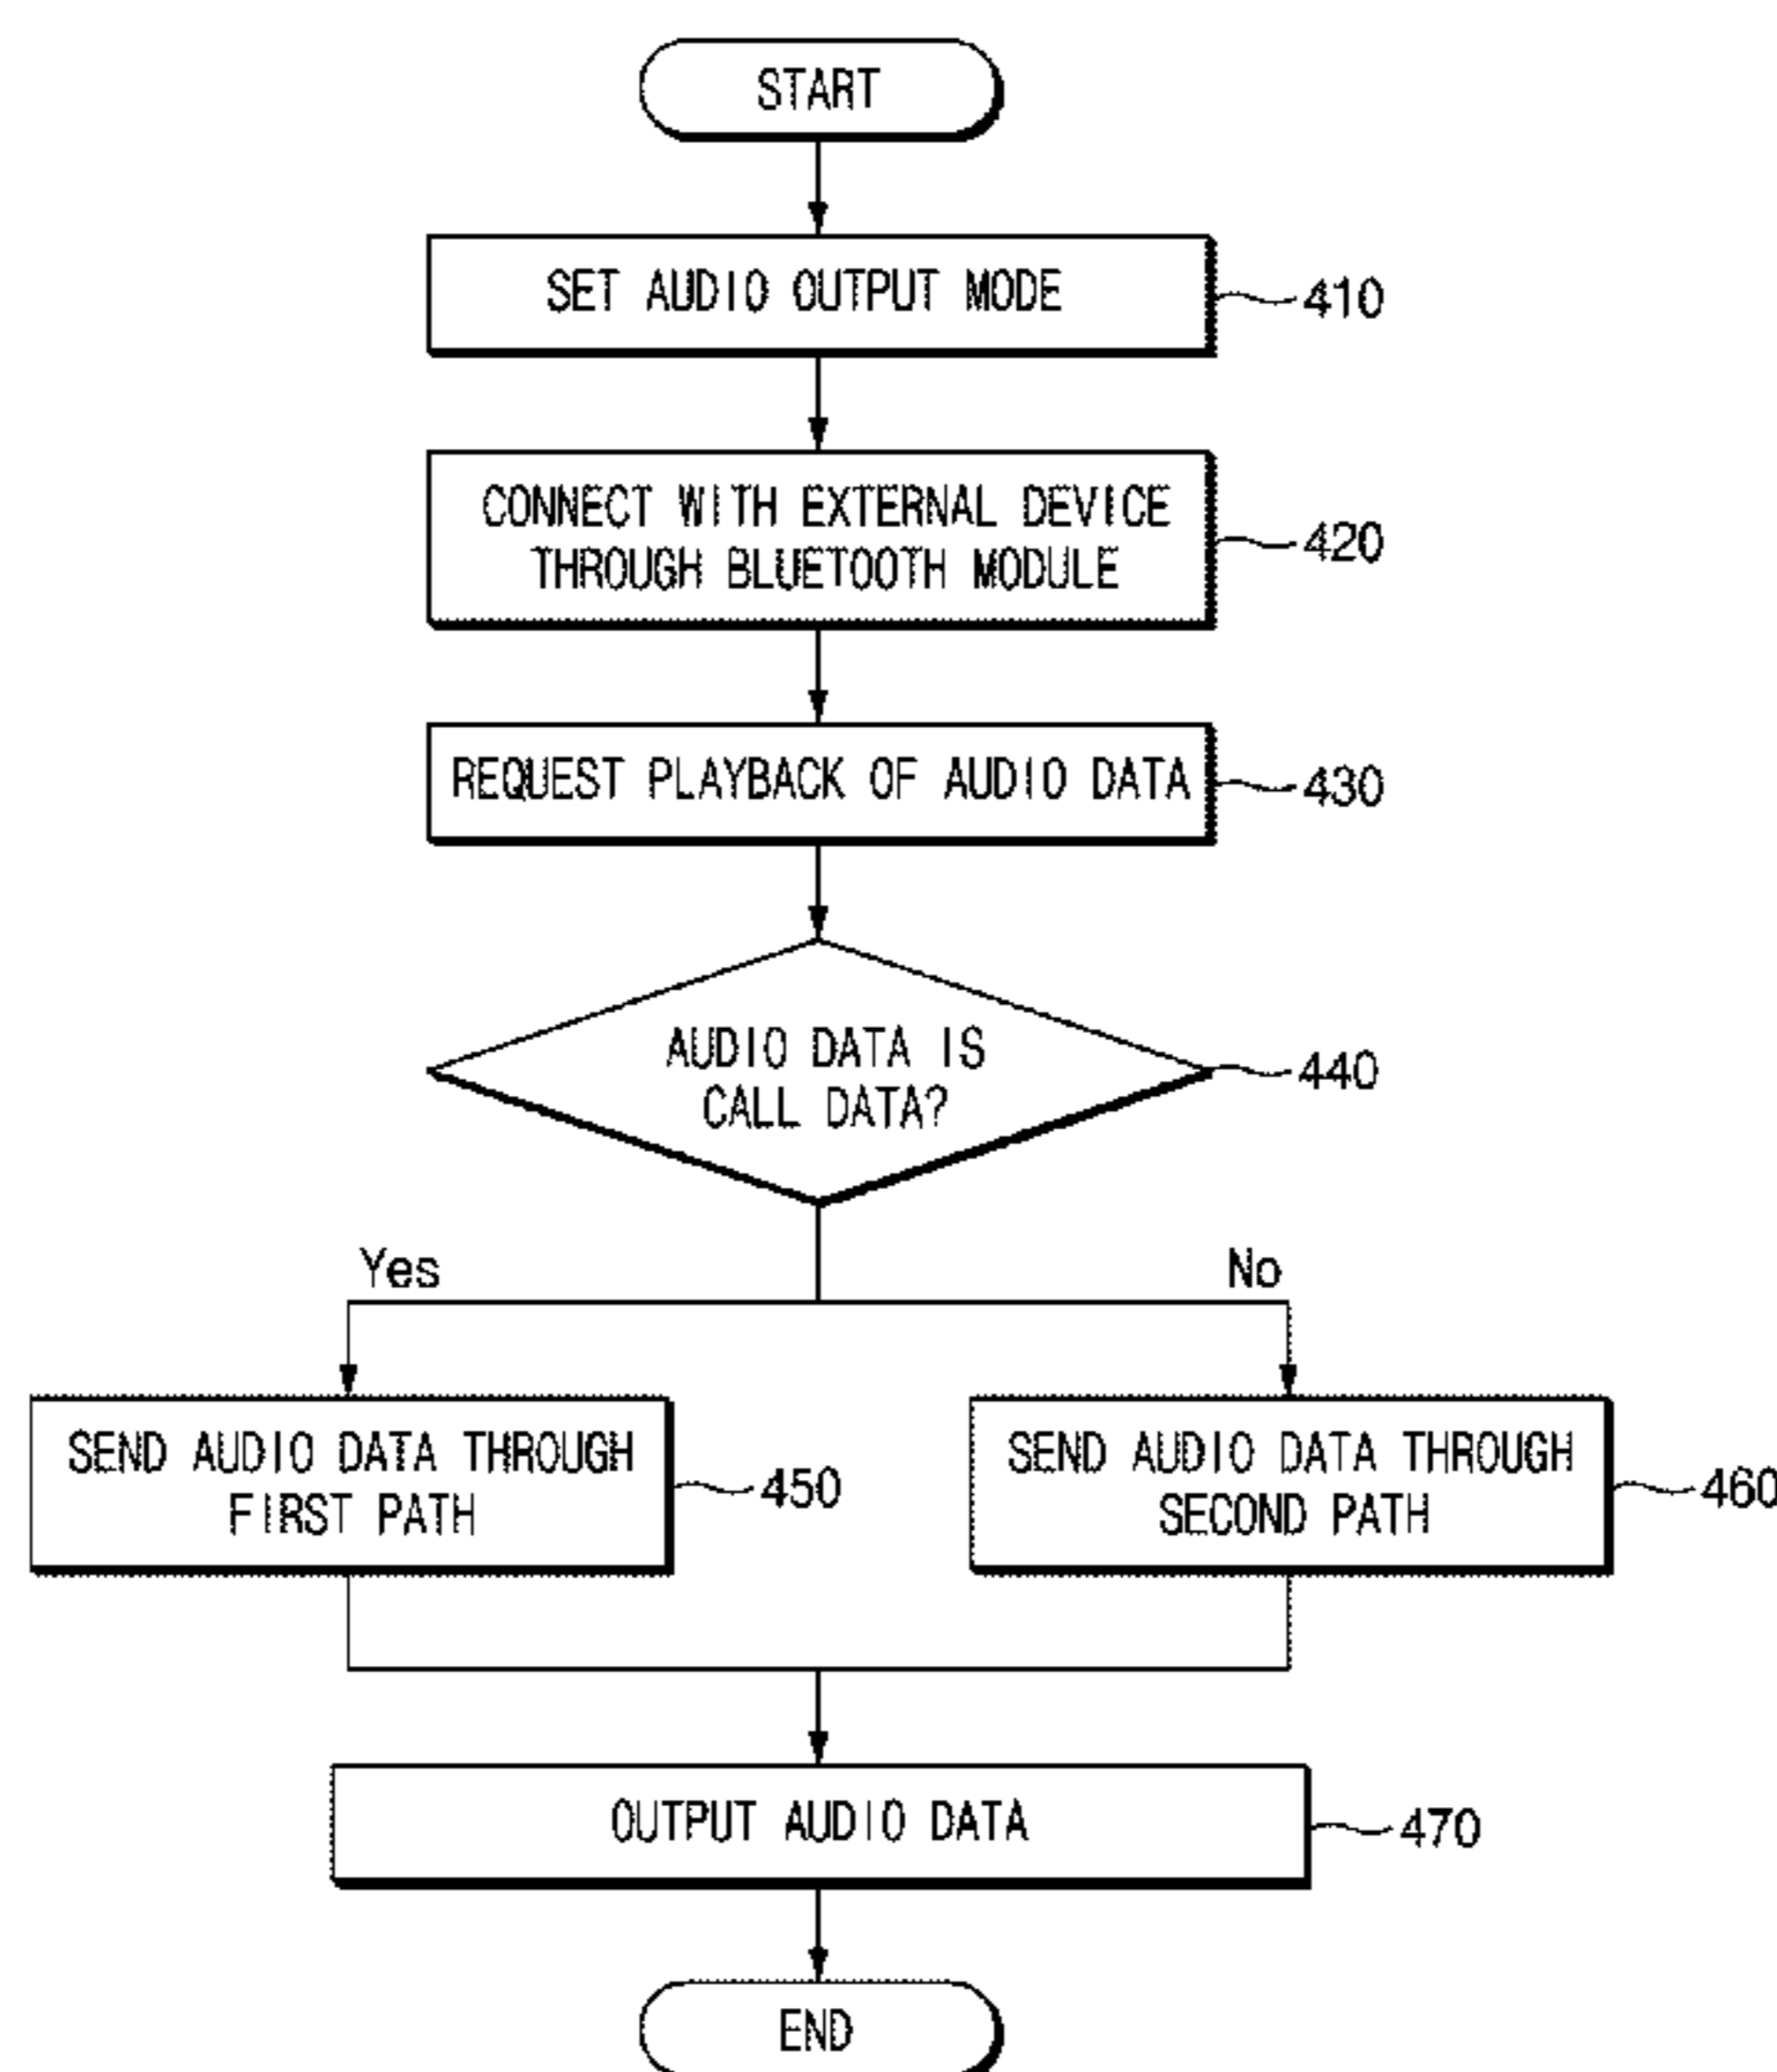 START
SET AUDIO OUTPUT MODE
410
CONNECT WITH EXTERNAL DEVICE
THROUGH BLUETOOTH MODULE
420
REQUEST PLAYBACK OF AUDIO DATA
430
AUDIO DATA IS
CALL DATA?
440
Yes
No
SEND AUDIO DATA THROUGH
FIRST PATH
450
SEND AUDIO DATA THROUGH
SECOND PATH
460
OUTPUT AUDIO DATA
470
END